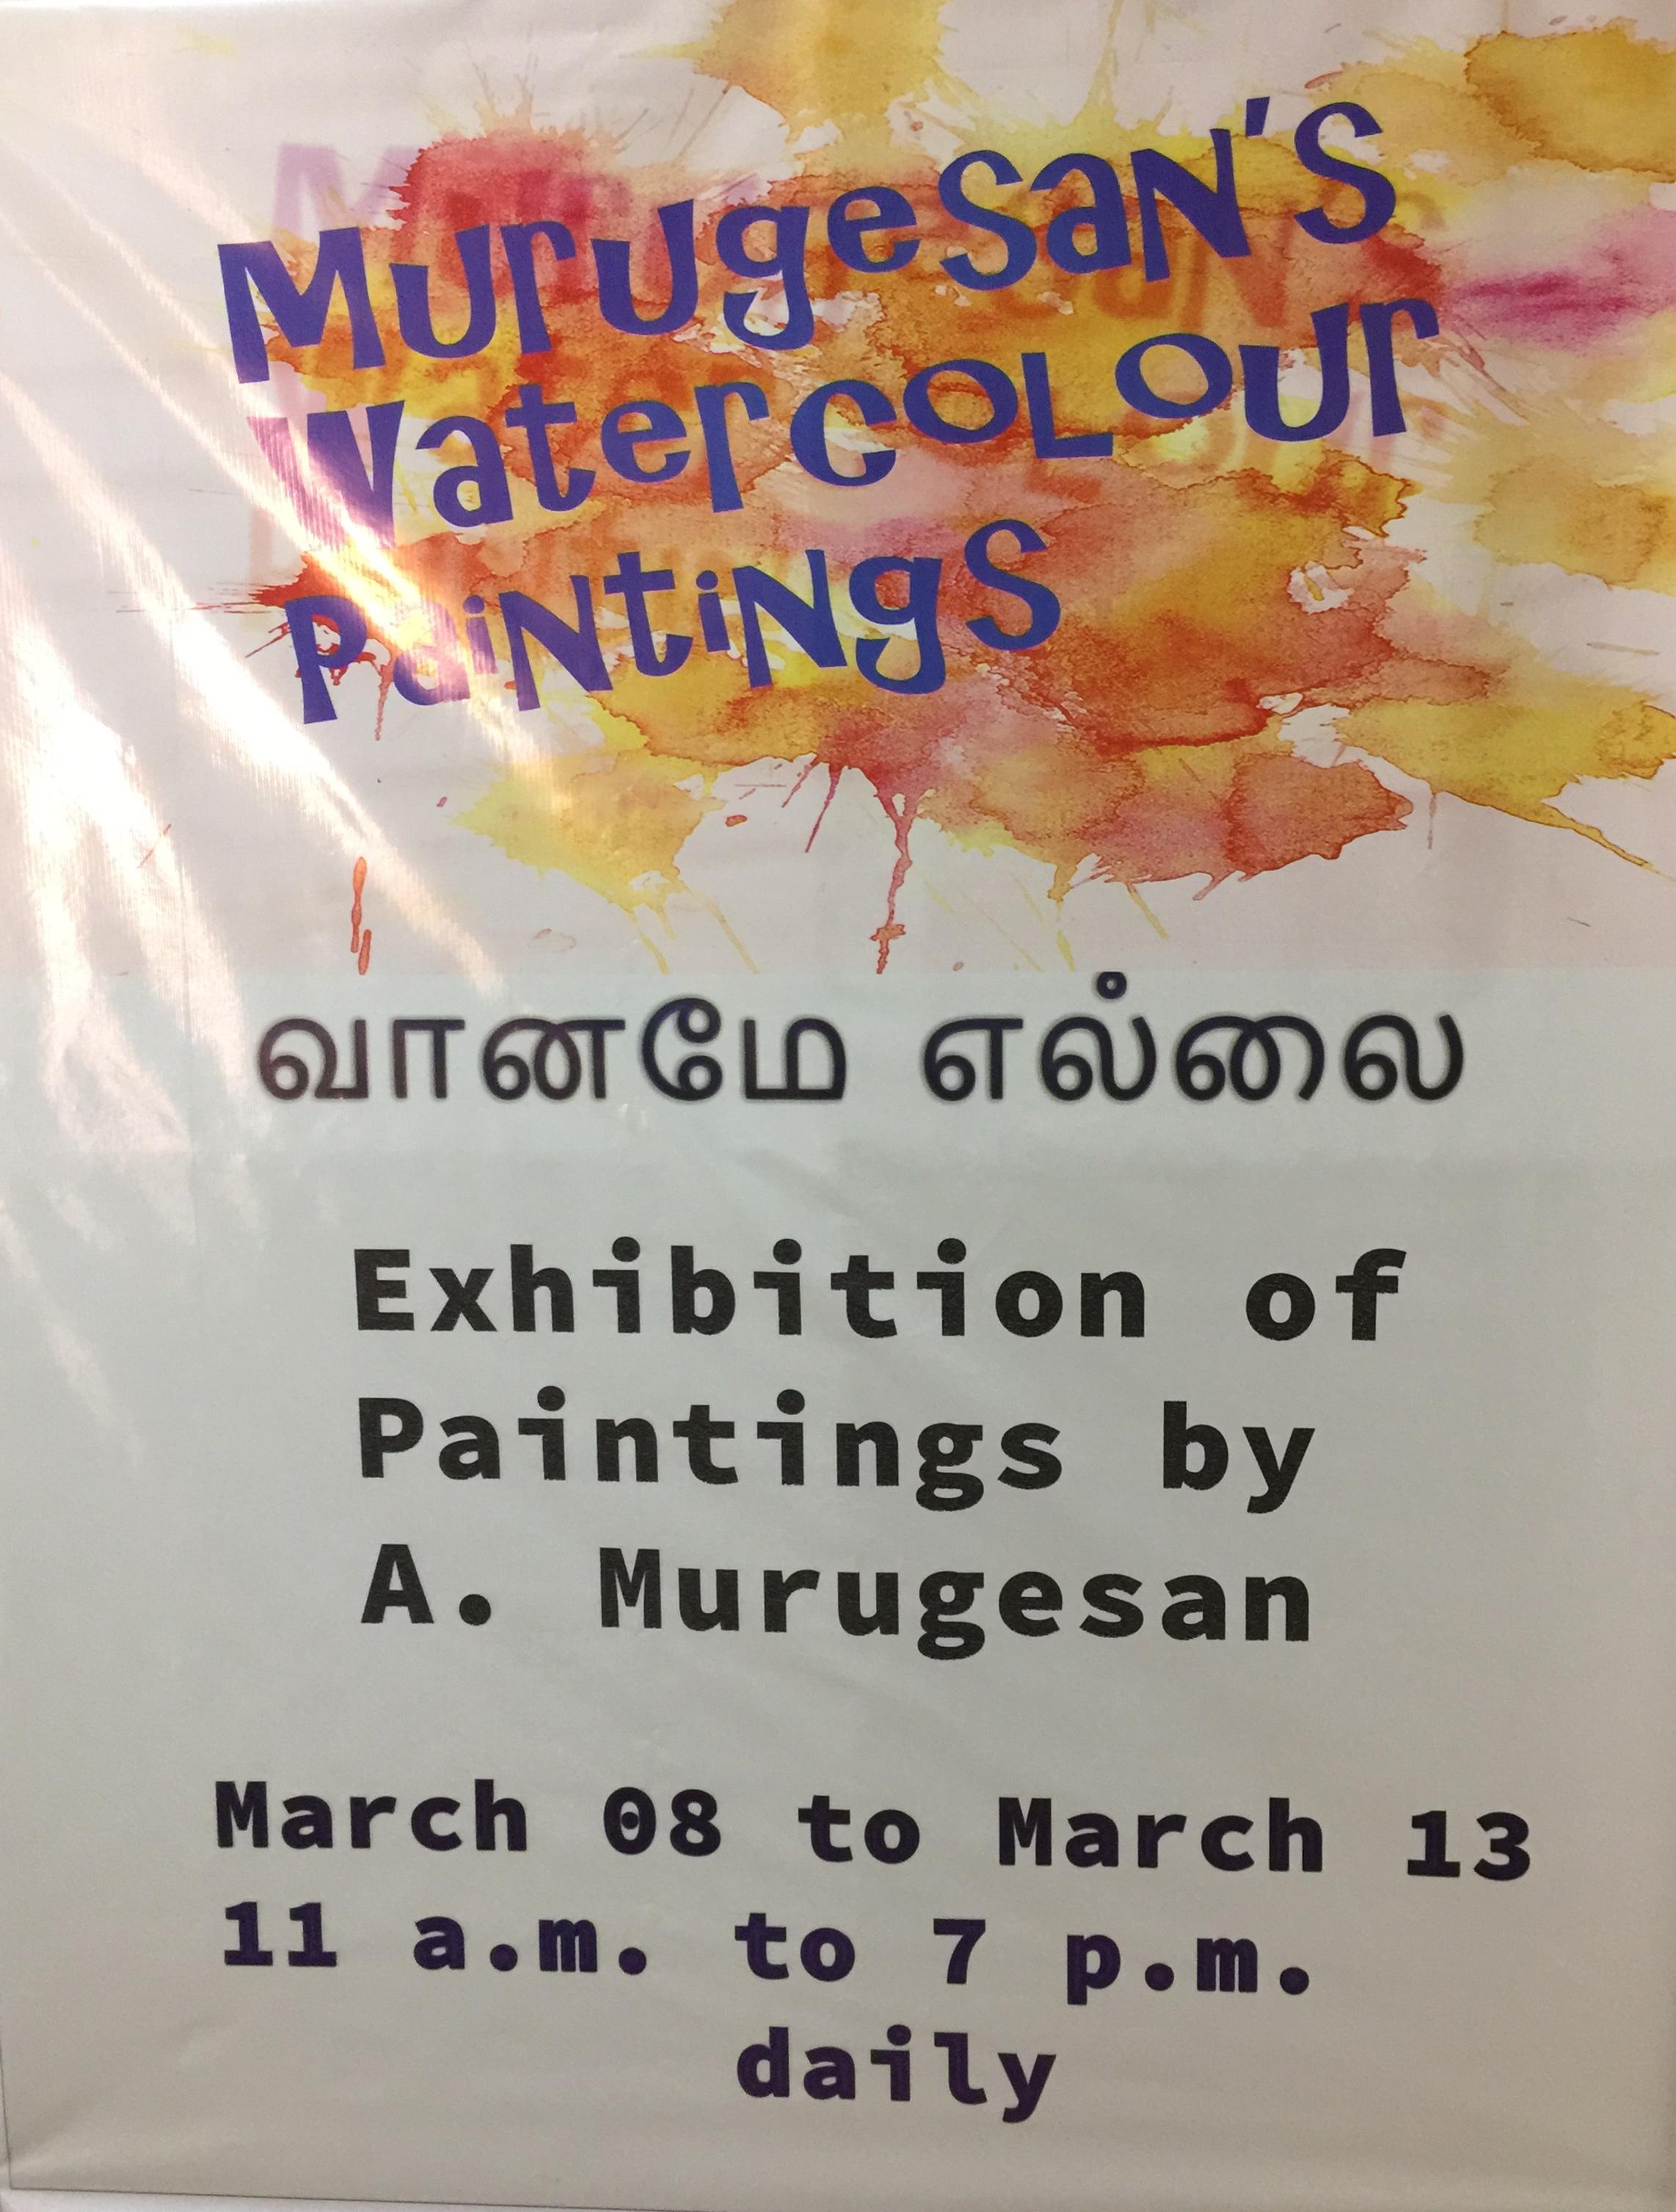 Murugesan's
Watercolour
Paintings
வானமே எல்லை
Exhibition of
Paintings by
A. Murugesan
March 08 to March 13
11 a.m. to 7 p.m.
daily